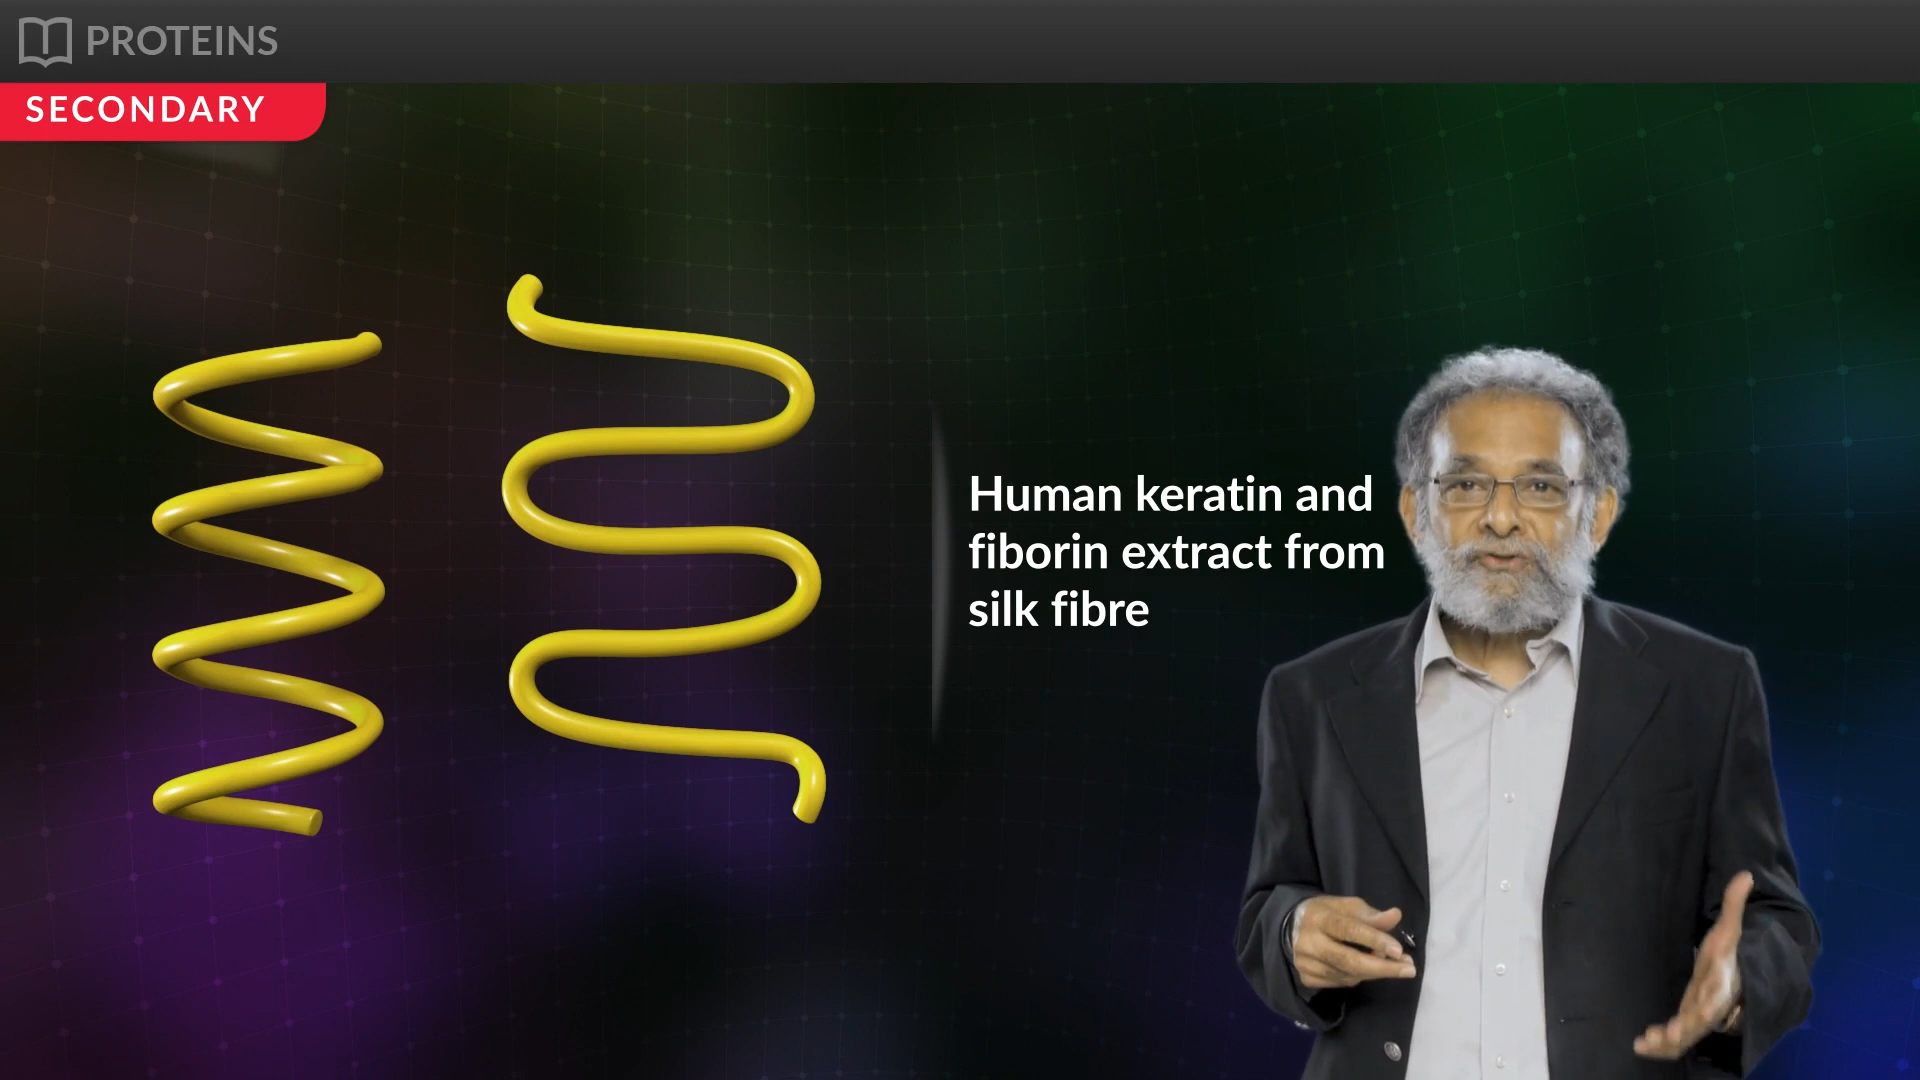 PROTEINS
SECONDARY
Human keratin and
fiborin extract from
silk fibre